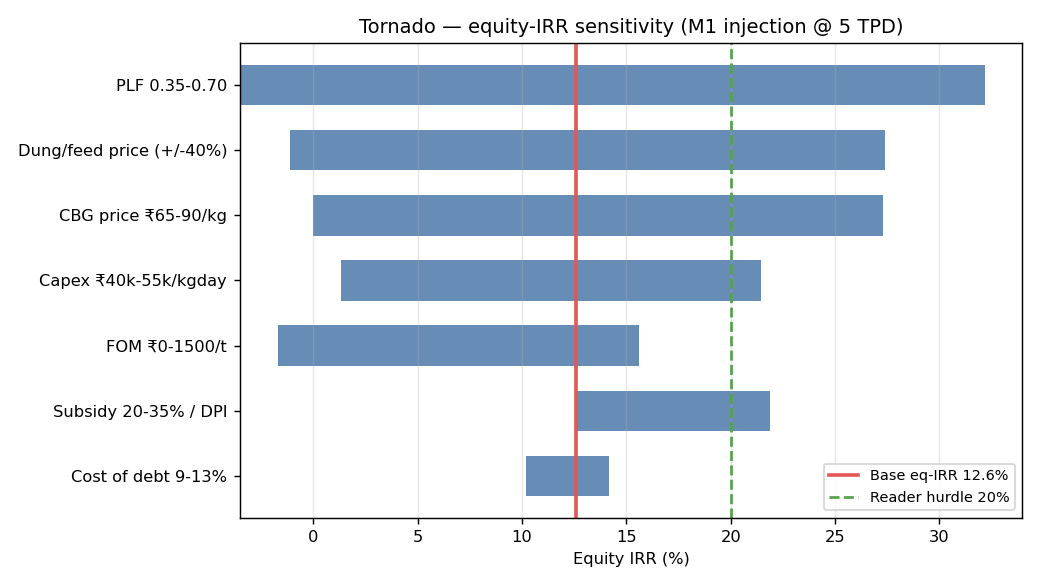 Tornado — equity-IRR sensitivity (M1 injection @ 5 TPD)
PLF 0.35-0.70
Dung/feed price (+/-40%)
CBG price ₹65-90/kg
Capex ₹40k-55k/kgday
FOM ₹0-1500/t
Subsidy 20-35% / DPI
Cost of debt 9-13%
Base eq-IRR 12.6%
Reader hurdle 20%
0 5 10 15 20 25 30
Equity IRR (%)